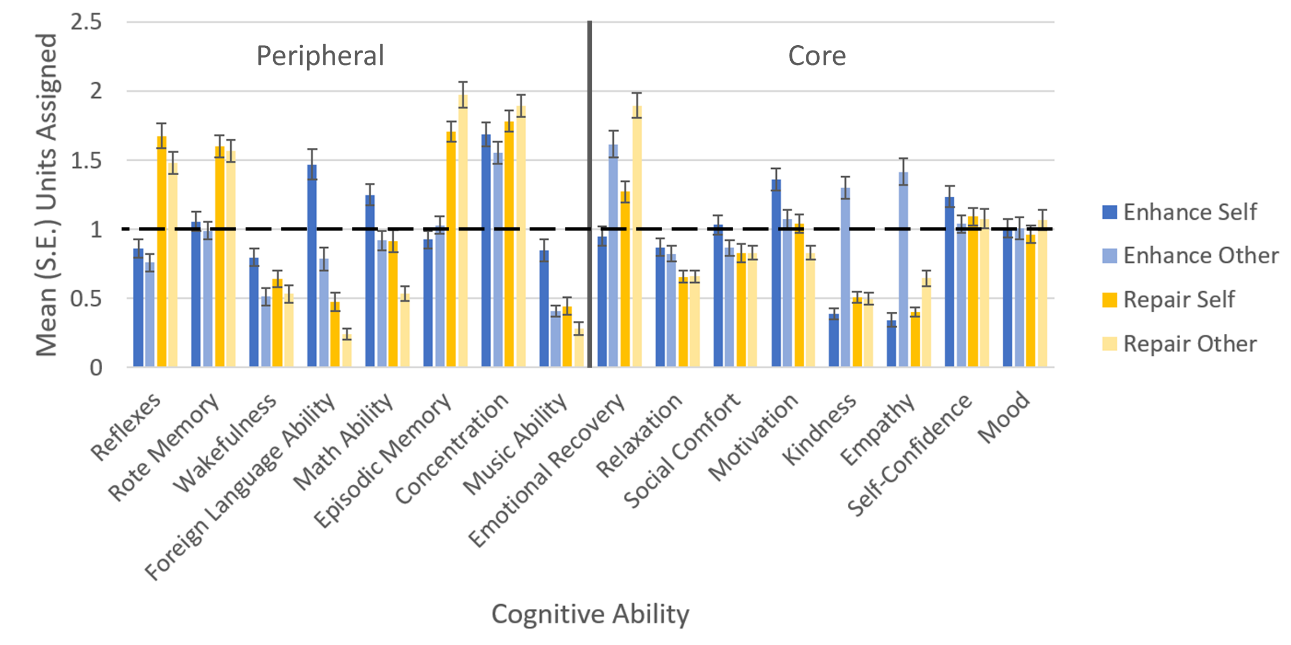 2.5
2
1.5
1
0.5
0
Mean (S.E.) Units Assigned
Peripheral
Core
Reflexes
Rote Memory
Wakefulness
Foreign Language Ability
Math Ability
Episodic Memory
Concentration
Music Ability
Emotional Recovery
Relaxation
Social Comfort
Motivation
Kindness
Empathy
Self-Confidence
Mood
Cognitive Ability
Enhance Self
Enhance Other
Repair Self
Repair Other